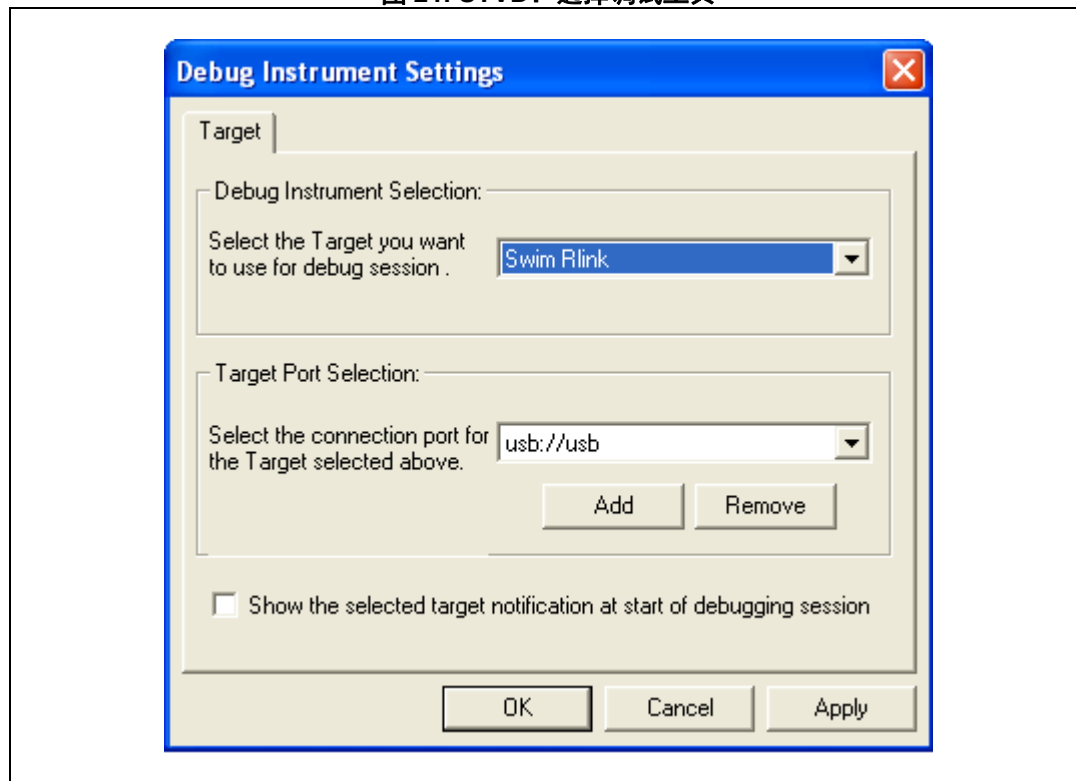 Debug Instrument Settings
Target
Debug Instrument Selection:
Select the Target you want
to use for debug session .
Swim Rlink
Target Port Selection:
Select the connection port for
the Target selected above.
usb://usb
Add Remove
Show the selected target notification at start of debugging session
OK Cancel Apply